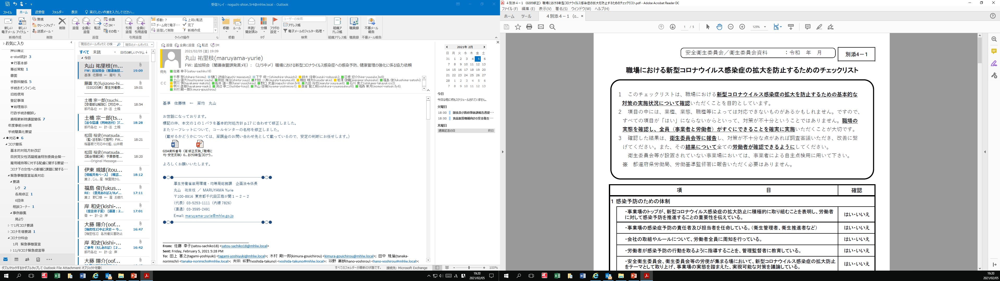 受信トレイ - noguchi-shion.5r4@mhlw.local - Outlook
ファイル ホーム 送受信 フォルダー 表示 実行したい作業を入力してください...
新しい電子メール 新しいアイテム 無視 クリーンアップ 迷惑メール 削除 返信 全員に返信 転送 会議 IM その他 引用返信 全員に引用返信
移動: ? 上司に転送
チーム宛て電子… 完了
返信して削除 新規作成
移動 ルール 未読/開封済み 分類 フラグの設定 ユーザーの検索 アドレス帳 電子メールのフィルター処理 組織アドレス帳 職員録 不審メール報告
新規作成 削除 返信 引用返信 クイック操作 移動 タグ 検索 組織アドレス帳 職員録 不審メール報告
お気に入り
押印廃止
e-stat統計 3
★行革本部
専任常駐 1
書面
手数料関係 5
手続きオンライン化
旧姓使用
登記事項
▼総理指示
行政手続き棚卸し
資格更新時講習関係 7
年度事前分析表
手続簡素化要望
●対応● 6
コロナ関係
基本的対処方針改訂
自民党女性活躍推進特別委員会緊…
雇用維持等に対する配慮に関する要望…
コロナ下の女性への影響と課題に関する…
緊急事態宣言延長対応
要請
レク 2
各局修正 1
6団体
相談コーナー 1
事例募集
局より
▽1月コロナ要請
コロナ冬場要請 1
コロナ分科会
1月 緊急事態宣言
11/9コロナ緊急提言等
現在のメールボックス の検… 現在のメールボックス
すべて 未読 日付の新しいアイテム ↓
今日
丸山 祐里枝(m...
FW: 追加照会（閣議後冒... 19:09
基準 佐藤様 ← 雇均 丸
藤園 光(fujizono-hi...
（030205衆）厚生労働委... 19:01
土橋 宗一郎(tsuchi...
【安衛部は解除】:【対応中... 18:54
部内各位 ← 計・法 土橋
土橋 宗一郎(ts...
【法令協議（同時送付）】「... 18:28
部内各位 ← 計・法 土橋
松田 裕史(matsuda...
（監・法を除いて居所）FW... 18:21
稲富君で対応中の監、山井君
松田 裕史(matsuda...
【国会情報】衆）予算委理... 18:20
-----Original Message-----
伊東 規雄(itou...
【情報共有ベース】（確認... 18:12
業２、じん、産 検査院から、
福島 俊(fukus...
RE: （意見あれば2/8〆... 17:11
業２ 野口様 ← 産 お疲れ
岸 和史(kishi-...
（提言骨子案）【議連：2... 17:01
衛 ← 計・企 岸
大藤 陽介(oof...
【機密性2】中止決定→ 今... 16:47
【機密性2】各労働災害防止
岸 和史(kishi-...
ご参考（もしあれば）【２... 16:42
部内各位 ← 計・企 岸
大藤 陽介(oof...
返信 全員に返信 転送 IM
2021/02/05 (金) 19:09
丸山 祐里枝(maruyama-yurie)
FW: 追加照会（閣議後冒頭発言メモ）: （2/5中〆）職場における新型コロナウイルス感染症への感染予防、健康管理の強化に係る協力依頼
宛先 佐藤 幸子(satou-sachiko18)
ＣＣ 千原 啓(chihara-hiromu); 樋口 政純(higuchi-masazumi); 下平 修一(shimohira-shiuuichi); 鈴木 信幸(suzuki-nobuyuki); 日根 悠介(hine-yuusuke.2w8);
土山 雄大(tsuchiyama-yuuta); 新田 侑治(shinta-yuuji); 村田 一真(murata-kazuma.ii0); 楠田 暁夫(kusuda-akio); 岩澤 俊輔(iwasawa-shunsuke); 福島 俊(fukushima-satoshi);
早川 慎(hayakawa-makoto); 船井 雄一郎(funai-yuuichirou); 野口 史温(noguchi-shion.5r4); 丸田 裕也(maruta-yuuya.ue8); 石川 貴之(ishikawa-takayuki.cs2);
早川 直樹(hayakawa-naoki); 渕辺 幸二(fuchibe-kouji); 外山 佳瑞(toyama-yoshimi.no1); 西倉 龍之助(nishikura-ryuunosuke.uf0); 猪森 菜月(inomori-natsuki.5y6);
木村 剛一郎(kimura-gouichirou)
基準 佐藤様 ← 雇均 丸山
お世話になっております。
標記の件、本文の１の１パラを基本的対処方針 p.17 に合わせて修正しました。
またリーフレットについて、コールセンターの名称を修正しました。
（載せるかどうかについては、雇調金のお問い合わせ先として載っているので、安定の判断にお任せします。）
0204資料番号（雇均・安定反映）0... 修正反映_「職場における新型コロナウ...
よろしくお願いいたします。
●○●――――――――――――――●○●
厚生労働省雇用環境・均等局総務課 企画法令係長
丸山 祐里枝 ／ MARUYAMA Yurie
〒100-8916 東京都千代田区霞が関１－２－２
（代表）03-5253-1111（内線 7826）
（直通）03-3595-2491
Email: maruyama-yurie@mhlw.go.jp
●○●――――――――――――――●○●
From: 佐藤 幸子(satou-sachiko18) <satou-sachiko18@mhlw.local>
Sent: Friday, February 5, 2021 5:28 PM
To: 田上 喜之(tagami-yoshiyuki) <tagami-yoshiyuki@mhlw.local>; 木村 剛一郎(kimura-gouichirou) <kimura-gouichirou@mhlw.local>; 田中 規倫(tanaka-
norimichi) <tanaka-norimichi@mhlw.local>; 吉田 拓野(yoshida-takuno) <yoshida-takuno@mhlw.local>; 羽野 嘉朗(hano-yoshirou) <hano-yoshirou@mhlw.local>;
2021年 2月
日 月 火 水 木 金 土
31 1 2 3 4 5 6
7 8 9 10 11 12 13
14 15 16 17 18 19 20
21 22 23 24 25 26 27
28 1 2 3 4 5 6
7 8 9 10 11 12 13
今日
今日は他に何もスケジュールされていません。
火曜日
18:00 国会及び政府事故調報告書提…
18:00 食品製造職種向けの安全衛生…
木曜日
建国記念の日 終日
ダブルクリックするかダブルタップして Outlook File Attachment オブジェクトを開く すべてのフォルダーが最新の状態です。 接続先: Microsoft Exchange 100%
19:20
2021/02/05
４別添４－１（0205修正）職場における新型コロナウイルス感染症の拡大を防止するためのチェックリスト.pdf - Adobe Acrobat Reader DC
ファイル(F) 編集(E) 表示(V) 署名(S) ウィンドウ(W) ヘルプ(H)
ホーム ツール ４別添４－１（0... ×
1 / 5 125%
安全衛生委員会／衛生委員会資料 ：令和 年 月
別添4－1
職場における新型コロナウイルス感染症の拡大を防止するためのチェックリスト
１ このチェックリストは、職場における新型コロナウイルス感染症の拡大を防止するための基本的な
対策の実施状況について確認いただくことを目的としています。
２ 項目の中には、業種、業態、職種等によっては対応できないものがあるかもしれません。ですので、
すべての項目が「はい」にならないからといって、対策が不十分ということではありません。職場の
実態を確認し、全員（事業者と労働者）がすぐにできることを確実に実施いただくことが大切です。
３ 確認した結果は、衛生委員会等に報告し、対策が不十分な点があれば調査審議いただき、改善に繋
げてください。また、その結果について全ての労働者が確認できるようにしてください。
衛生委員会等が設置されていない事業場においては、事業者による自主点検用に用いて下さい。
※ 都道府県労働局、労働基準監督署に報告いただく必要はありません。
項 目 確認
１ 感染予防のための体制
・事業場のトップが、新型コロナウイルス感染症の拡大防止に積極的に取り組むことを表明し、労働者
に対して感染予防を推進することの重要性を伝えている。 はい・いいえ
・事業場の感染症予防の責任者及び担当者を任命している。（衛生管理者、衛生推進者など） はい・いいえ
・会社の取組やルールについて、労働者全員に周知を行っている。 はい・いいえ
・労働者が感染予防の行動を取るように指導することを、管理監督者に教育している。 はい・いいえ
・安全衛生委員会、衛生委員会等の労使が集まる場において、新型コロナウイルス感染症の拡大防止
をテーマとして取り上げ、事業場の実態を踏まえた、実現可能な対策を議論している。 はい・いいえ
19:20
2021/02/05